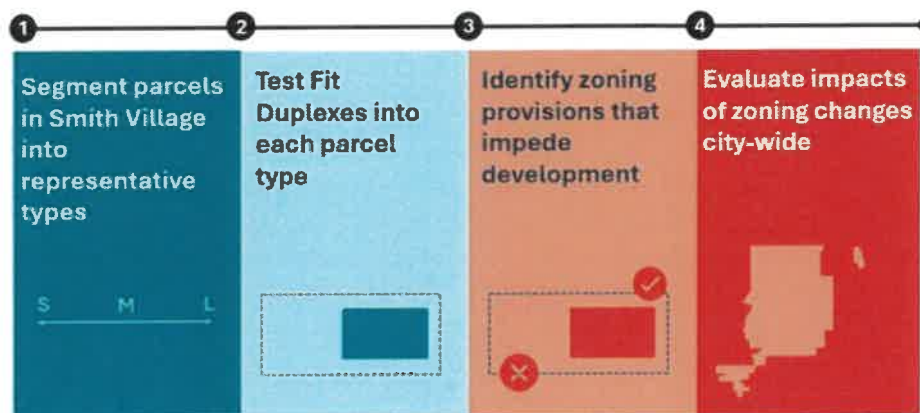 1 2 3 4
Segment parcels
in Smith Village
into
representative
types
S M L
Test Fit
Duplexes into
each parcel
type
Identify zoning
provisions that
impede
development
Evaluate impacts
of zoning changes
city-wide